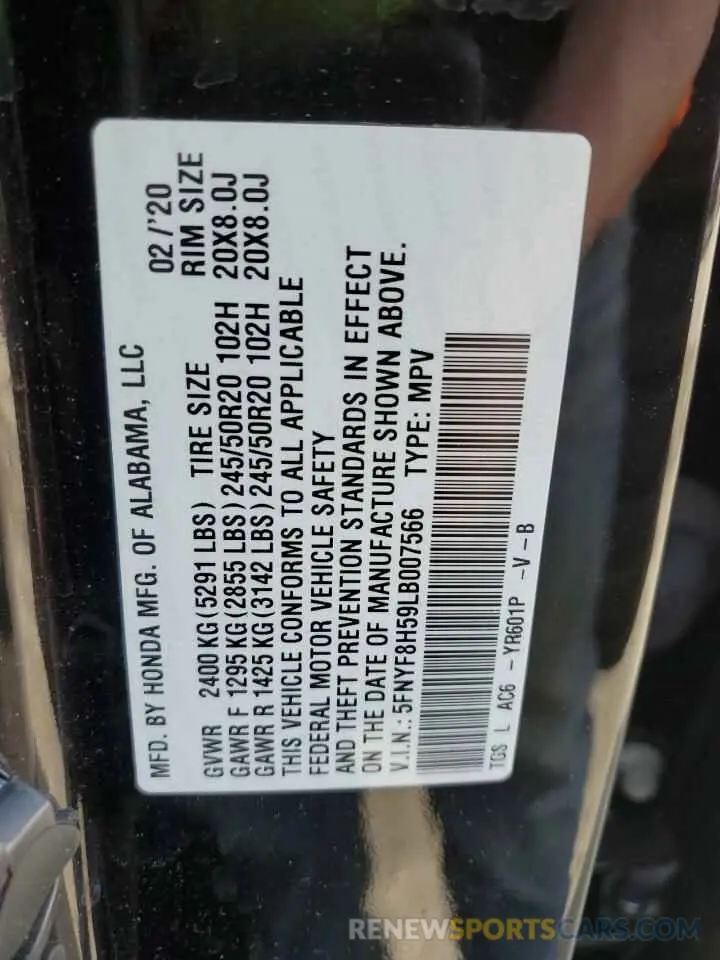 MFD. BY HONDA MFG. OF ALABAMA, LLC 02/'20
GVWR 2400 KG (5291 LBS) TIRE SIZE RIM SIZE
GAWR F 1295 KG (2855 LBS) 245/50R20 102H 20X8.0J
GAWR R 1425 KG (3142 LBS) 245/50R20 102H 20X8.0J
THIS VEHICLE CONFORMS TO ALL APPLICABLE
FEDERAL MOTOR VEHICLE SAFETY
AND THEFT PREVENTION STANDARDS IN EFFECT
ON THE DATE OF MANUFACTURE SHOWN ABOVE.
V.I.N.: 5FNYF8H59LB007566 TYPE: MPV
TGS L AC6 - YR601P -V-B
RENEWSPORTSCARS.COM